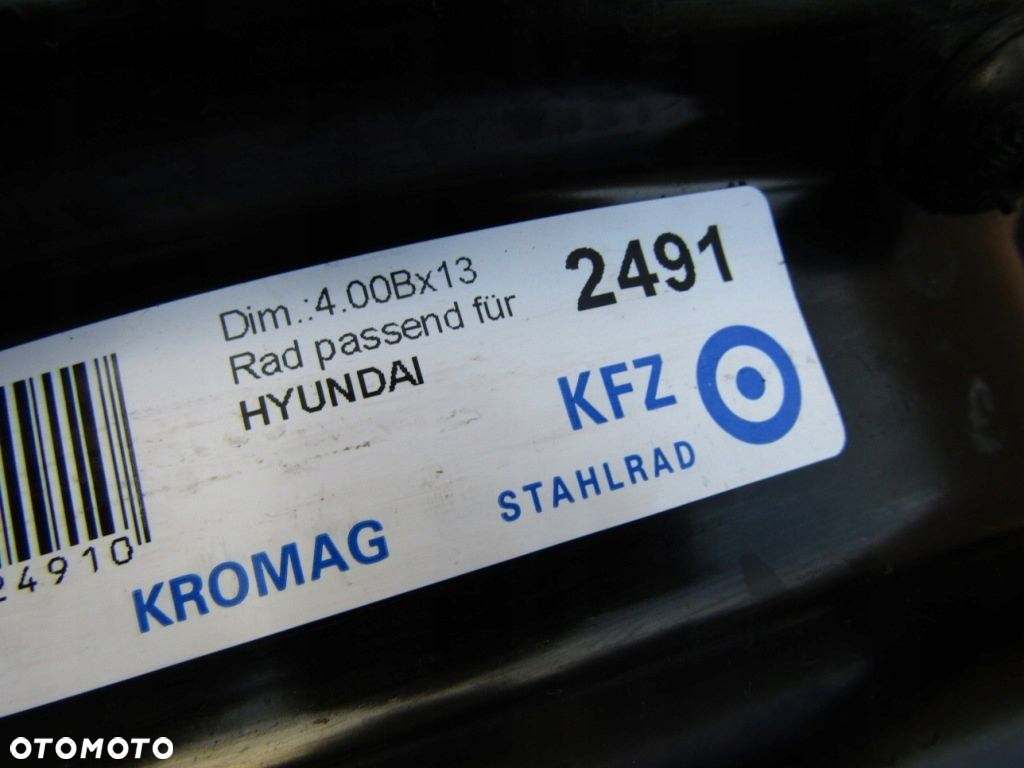 Dim.:4.00Bx13
2491
Rad passend für
HYUNDAI
KFZ
STAHLRAD
24910
KROMAG
OTOMOTO